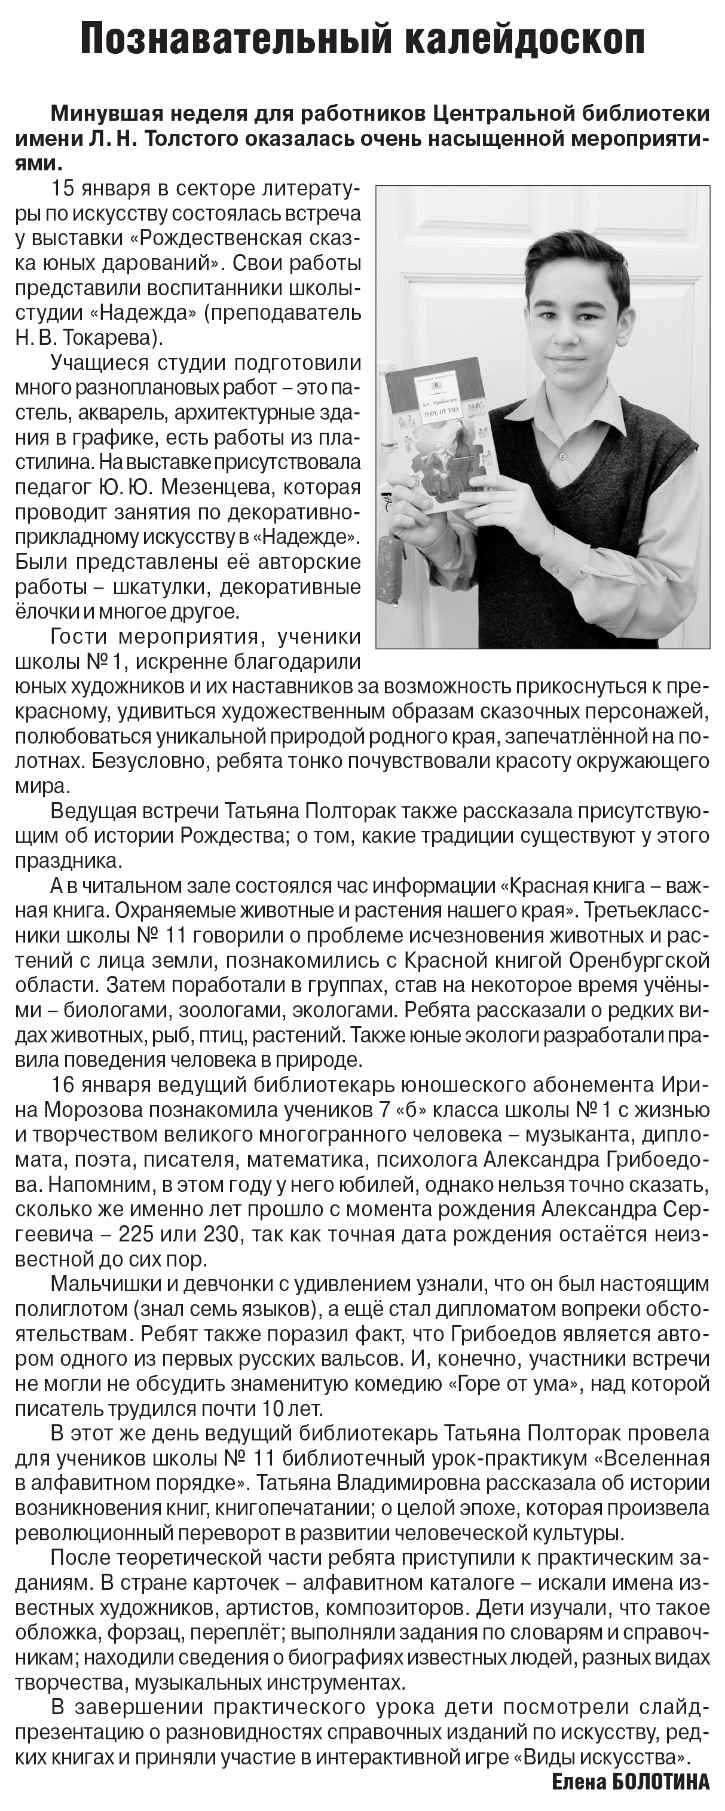 Познавательный калейдоскоп
Минувшая неделя для работников Центральной библиотеки
имени Л. Н. Толстого оказалась очень насыщенной мероприяти-
ями.
15 января в секторе литерату-
ры по искусству состоялась встреча
у выставки «Рождественская сказ-
ка юных дарований». Свои работы
представили воспитанники школы-
студии «Надежда» (преподаватель
Н. В. Токарева).
Учащиеся студии подготовили
много разноплановых работ – это па-
стель, акварель, архитектурные зда-
ния в графике, есть работы из пла-
стилина. На выставке присутствовала
педагог Ю. Ю. Мезенцева, которая
проводит занятия по декоративно-
прикладному искусству в «Надежде».
Были представлены её авторские
работы – шкатулки, декоративные
ёлочки и многое другое.
А.С. Грибоедов
ГОРЕ ОТ УМА
Гости мероприятия, ученики
школы № 1, искренне благодарили
юных художников и их наставников за возможность прикоснуться к пре-
красному, удивиться художественным образам сказочных персонажей,
полюбоваться уникальной природой родного края, запечатлённой на по-
лотнах. Безусловно, ребята тонко почувствовали красоту окружающего
мира.
Ведущая встречи Татьяна Полторак также рассказала присутствую-
щим об истории Рождества; о том, какие традиции существуют у этого
праздника.
А в читальном зале состоялся час информации «Красная книга – важ-
ная книга. Охраняемые животные и растения нашего края». Третьекласс-
ники школы № 11 говорили о проблеме исчезновения животных и рас-
тений с лица земли, познакомились с Красной книгой Оренбургской
области. Затем поработали в группах, став на некоторое время учёны-
ми – биологами, зоологами, экологами. Ребята рассказали о редких ви-
дах животных, рыб, птиц, растений. Также юные экологи разработали пра-
вила поведения человека в природе.
16 января ведущий библиотекарь юношеского абонемента Ири-
на Морозова познакомила учеников 7 «б» класса школы № 1 с жизнью
и творчеством великого многогранного человека – музыканта, дипло-
мата, поэта, писателя, математика, психолога Александра Грибоедо-
ва. Напомним, в этом году у него юбилей, однако нельзя точно сказать,
сколько же именно лет прошло с момента рождения Александра Сер-
геевича – 225 или 230, так как точная дата рождения остаётся неиз-
вестной до сих пор.
Мальчишки и девчонки с удивлением узнали, что он был настоящим
полиглотом (знал семь языков), а ещё стал дипломатом вопреки обсто-
ятельствам. Ребят также поразил факт, что Грибоедов является авто-
ром одного из первых русских вальсов. И, конечно, участники встречи
не могли не обсудить знаменитую комедию «Горе от ума», над которой
писатель трудился почти 10 лет.
В этот же день ведущий библиотекарь Татьяна Полторак провела
для учеников школы № 11 библиотечный урок-практикум «Вселенная
в алфавитном порядке». Татьяна Владимировна рассказала об истории
возникновения книг, книгопечатании; о целой эпохе, которая произвела
революционный переворот в развитии человеческой культуры.
После теоретической части ребята приступили к практическим за-
даниям. В стране карточек – алфавитном каталоге – искали имена из-
вестных художников, артистов, композиторов. Дети изучали, что такое
обложка, форзац, переплёт; выполняли задания по словарям и справоч-
никам; находили сведения о биографиях известных людей, разных видах
творчества, музыкальных инструментах.
В завершении практического урока дети посмотрели слайд-
презентацию о разновидностях справочных изданий по искусству, ред-
ких книгах и приняли участие в интерактивной игре «Виды искусства».
Елена БОЛОТИНА